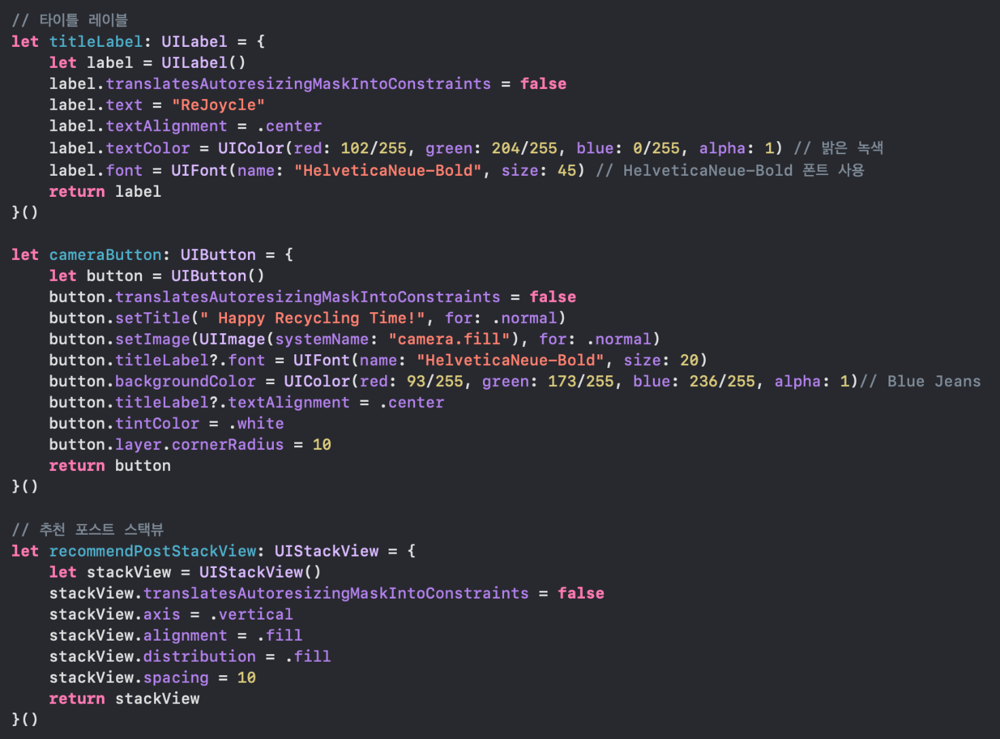 // 타이틀 레이블
let titleLabel: UILabel = {
    let label = UILabel()
    label.translatesAutoresizingMaskIntoConstraints = false
    label.text = "ReJoycle"
    label.textAlignment = .center
    label.textColor = UIColor(red: 102/255, green: 204/255, blue: 0/255, alpha: 1) // 밝은 녹색
    label.font = UIFont(name: "HelveticaNeue-Bold", size: 45) // HelveticaNeue-Bold 폰트 사용
    return label
}()

let cameraButton: UIButton = {
    let button = UIButton()
    button.translatesAutoresizingMaskIntoConstraints = false
    button.setTitle(" Happy Recycling Time!", for: .normal)
    button.setImage(UIImage(systemName: "camera.fill"), for: .normal)
    button.titleLabel?.font = UIFont(name: "HelveticaNeue-Bold", size: 20)
    button.backgroundColor = UIColor(red: 93/255, green: 173/255, blue: 236/255, alpha: 1)// Blue Jeans
    button.titleLabel?.textAlignment = .center
    button.tintColor = .white
    button.layer.cornerRadius = 10
    return button
}()

// 추천 포스트 스택뷰
let recommendPostStackView: UIStackView = {
    let stackView = UIStackView()
    stackView.translatesAutoresizingMaskIntoConstraints = false
    stackView.axis = .vertical
    stackView.alignment = .fill
    stackView.distribution = .fill
    stackView.spacing = 10
    return stackView
}()